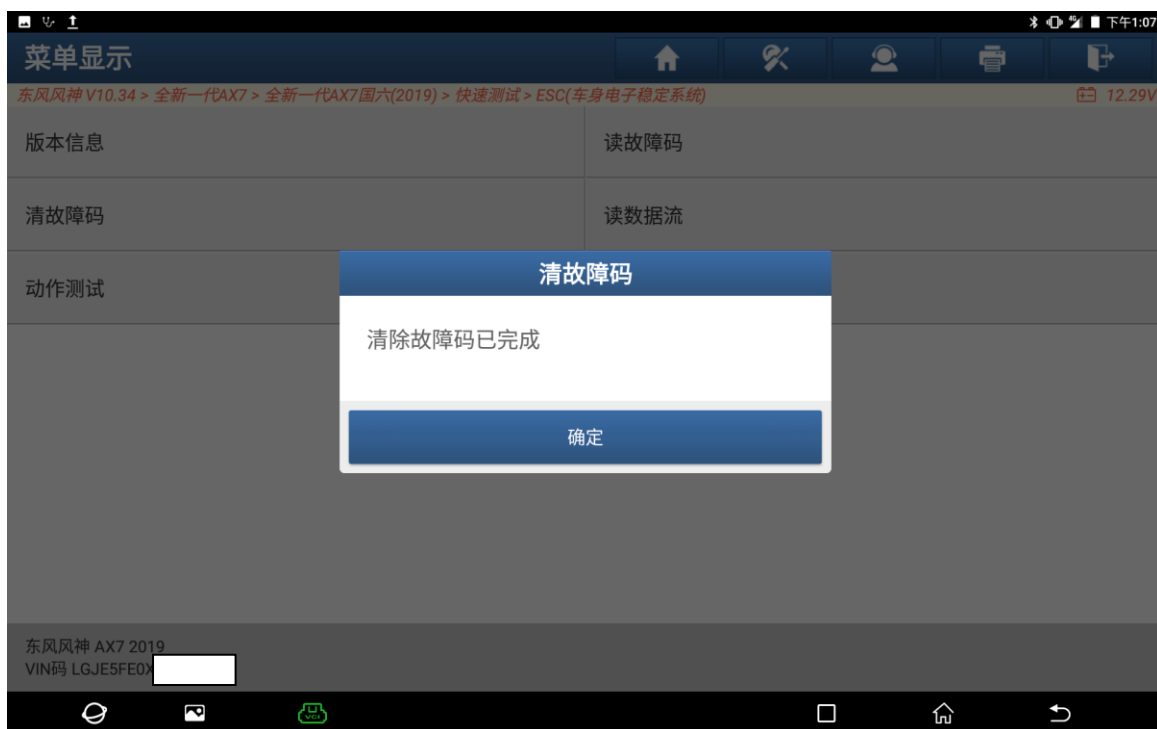 下午1:07
菜单显示
东风风神 V10.34 > 全新一代AX7 > 全新一代AX7国六(2019) > 快速测试 > ESC(车身电子稳定系统)
12.29V
版本信息
读故障码
清故障码
读数据流
动作测试
清故障码
清除故障码已完成
确定
东风风神 AX7 2019
VIN码 LGJE5FE0X
VCI